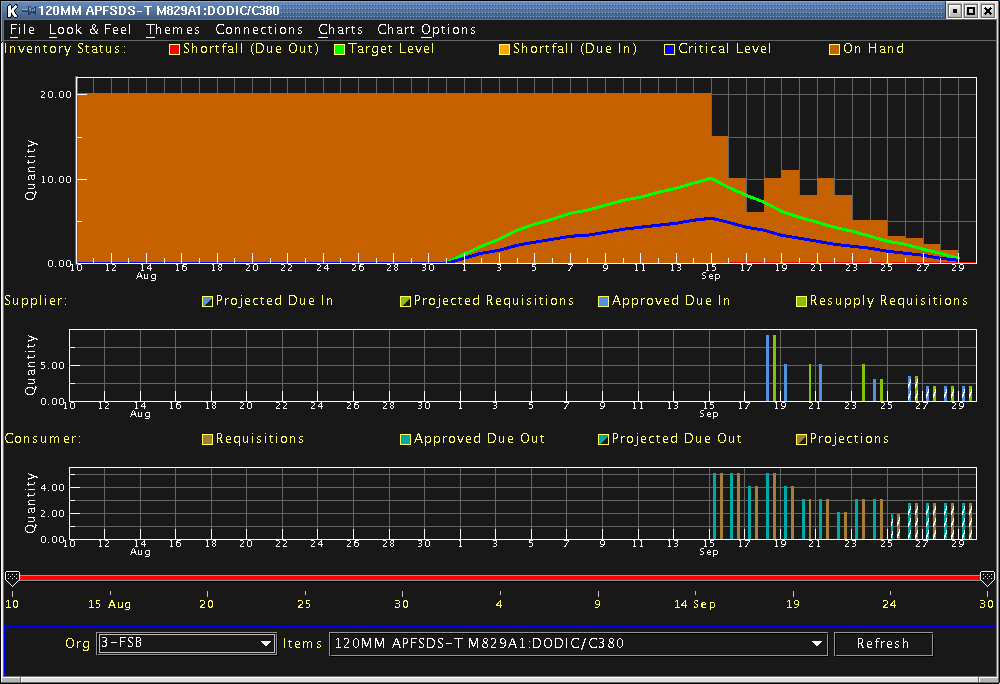 K 120MM APFSDS-T M829A1:DODIC/C380
File Look & Feel Themes Connections Charts Chart Options
Inventory Status: Shortfall (Due Out) Target Level Shortfall (Due In) Critical Level On Hand
20.00
10.00
0.00
Quantity
10 12 14 16 18 20 22 24 26 28 30 1 3 5 7 9 11 13 15 17 19 21 23 25 27 29
Aug Sep
Supplier: Projected Due In Projected Requisitions Approved Due In Resupply Requisitions
5.00
0.00
Quantity
10 12 14 16 18 20 22 24 26 28 30 1 3 5 7 9 11 13 15 17 19 21 23 25 27 29
Aug Sep
Consumer: Requisitions Approved Due Out Projected Due Out Projections
4.00
2.00
0.00
Quantity
10 12 14 16 18 20 22 24 26 28 30 1 3 5 7 9 11 13 15 17 19 21 23 25 27 29
Aug Sep
10 15 Aug 20 25 30 4 9 14 Sep 19 24 30
Org 3-FSB Items 120MM APFSDS-T M829A1:DODIC/C380 Refresh